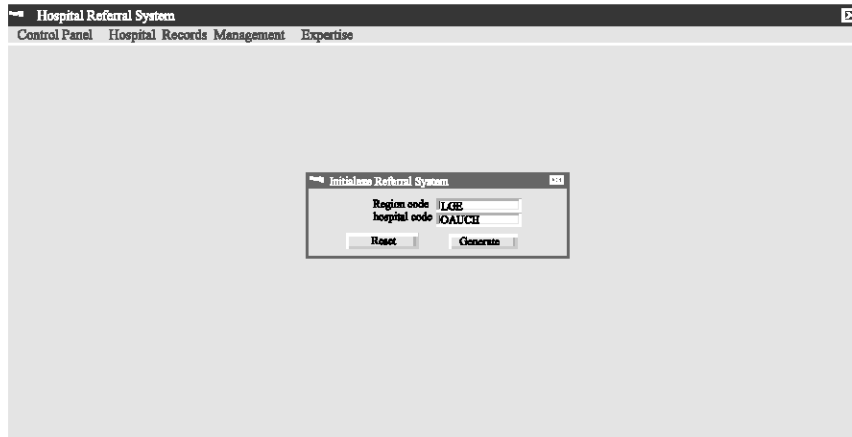 Hospital Referral System
Control Panel Hospital Records Management Expertise
Initialese Referral System
Region code LGE
hospital code OAUCH
Reset Generate